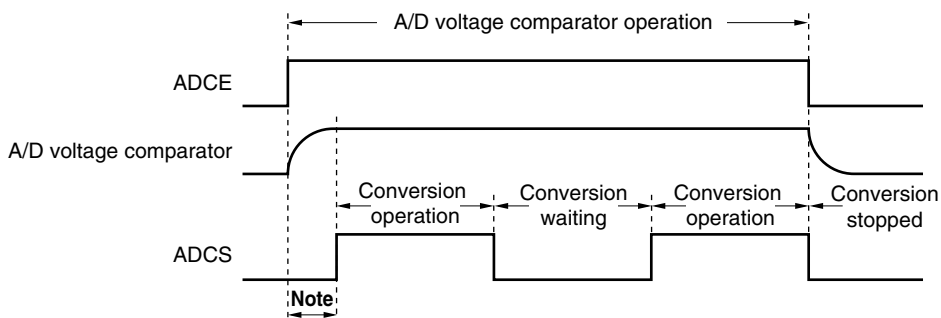 A/D voltage comparator operation
ADCE
A/D voltage comparator
Conversion
operation
Conversion
waiting
Conversion
operation
Conversion
stopped
ADCS
Note